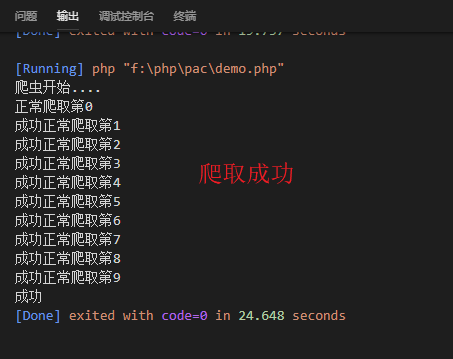 问题 输出 调试控制台 终端
[Done] exited with code=0 in 19.757 seconds
[Running] php "f:\php\pac\demo.php"
爬虫开始....
正常爬取第0
成功正常爬取第1
成功正常爬取第2
成功正常爬取第3
爬取成功
成功正常爬取第4
成功正常爬取第5
成功正常爬取第6
成功正常爬取第7
成功正常爬取第8
成功正常爬取第9
成功
[Done] exited with code=0 in 24.648 seconds